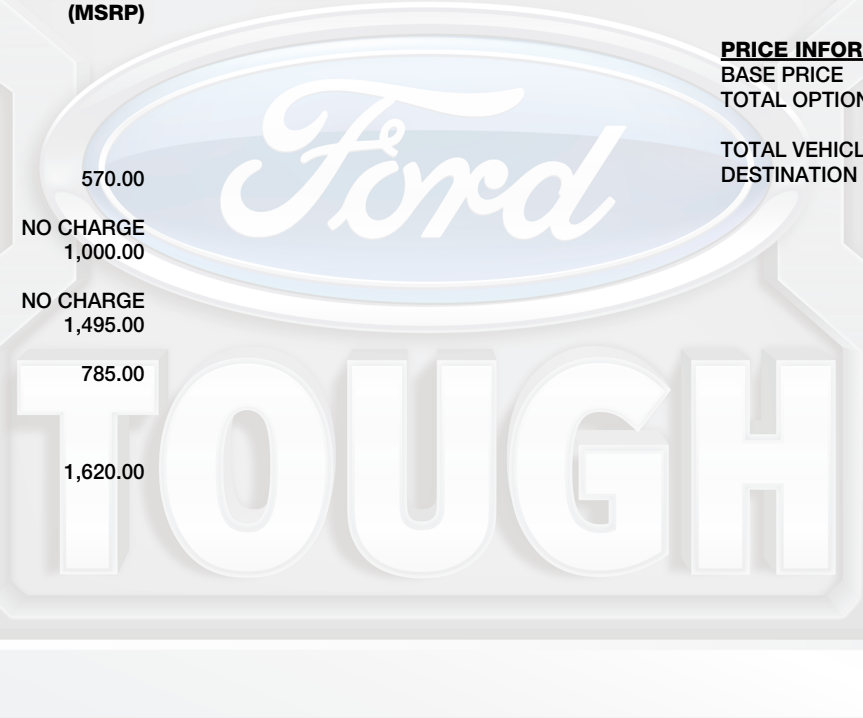 (MSRP)
570.00
NO CHARGE
1,000.00
NO CHARGE
1,495.00
785.00
1,620.00
PRICE INFOR
BASE PRICE
TOTAL OPTION
TOTAL VEHICL
DESTINATION
Ford
TOUGH